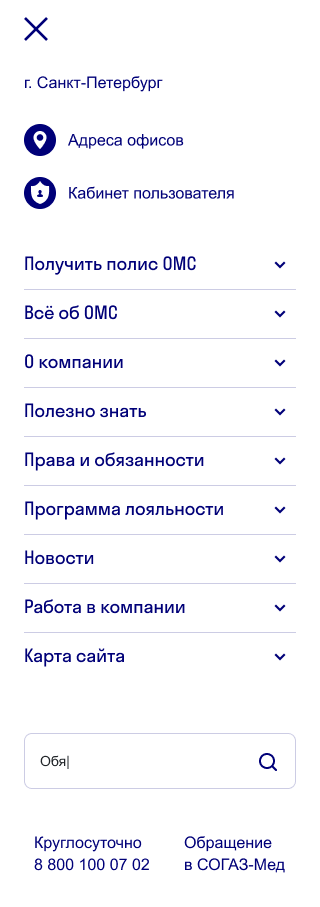 г. Санкт-Петербург
Адреса офисов
Кабинет пользователя
Получить полис ОМС
Всё об ОМС
О компании
Полезно знать
Права и обязанности
Программа лояльности
Новости
Работа в компании
Карта сайта
Обя
Круглосуточно
8 800 100 07 02
Обращение
в СОГАЗ-Мед